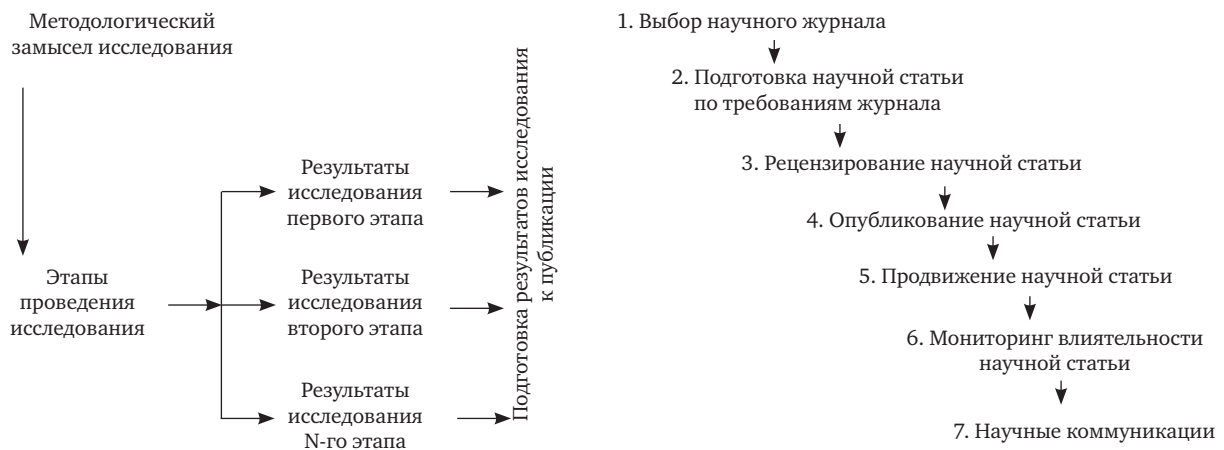 Методологический
замысел исследования
Этапы
проведения
исследования
Результаты
исследования
первого этапа
Результаты
исследования
второго этапа
Результаты
исследования
N-го этапа
Подготовка результатов исследования
к публикации
1. Выбор научного журнала
2. Подготовка научной статьи
по требованиям журнала
3. Рецензирование научной статьи
4. Опубликование научной статьи
5. Продвижение научной статьи
6. Мониторинг влиятельности
научной статьи
7. Научные коммуникации